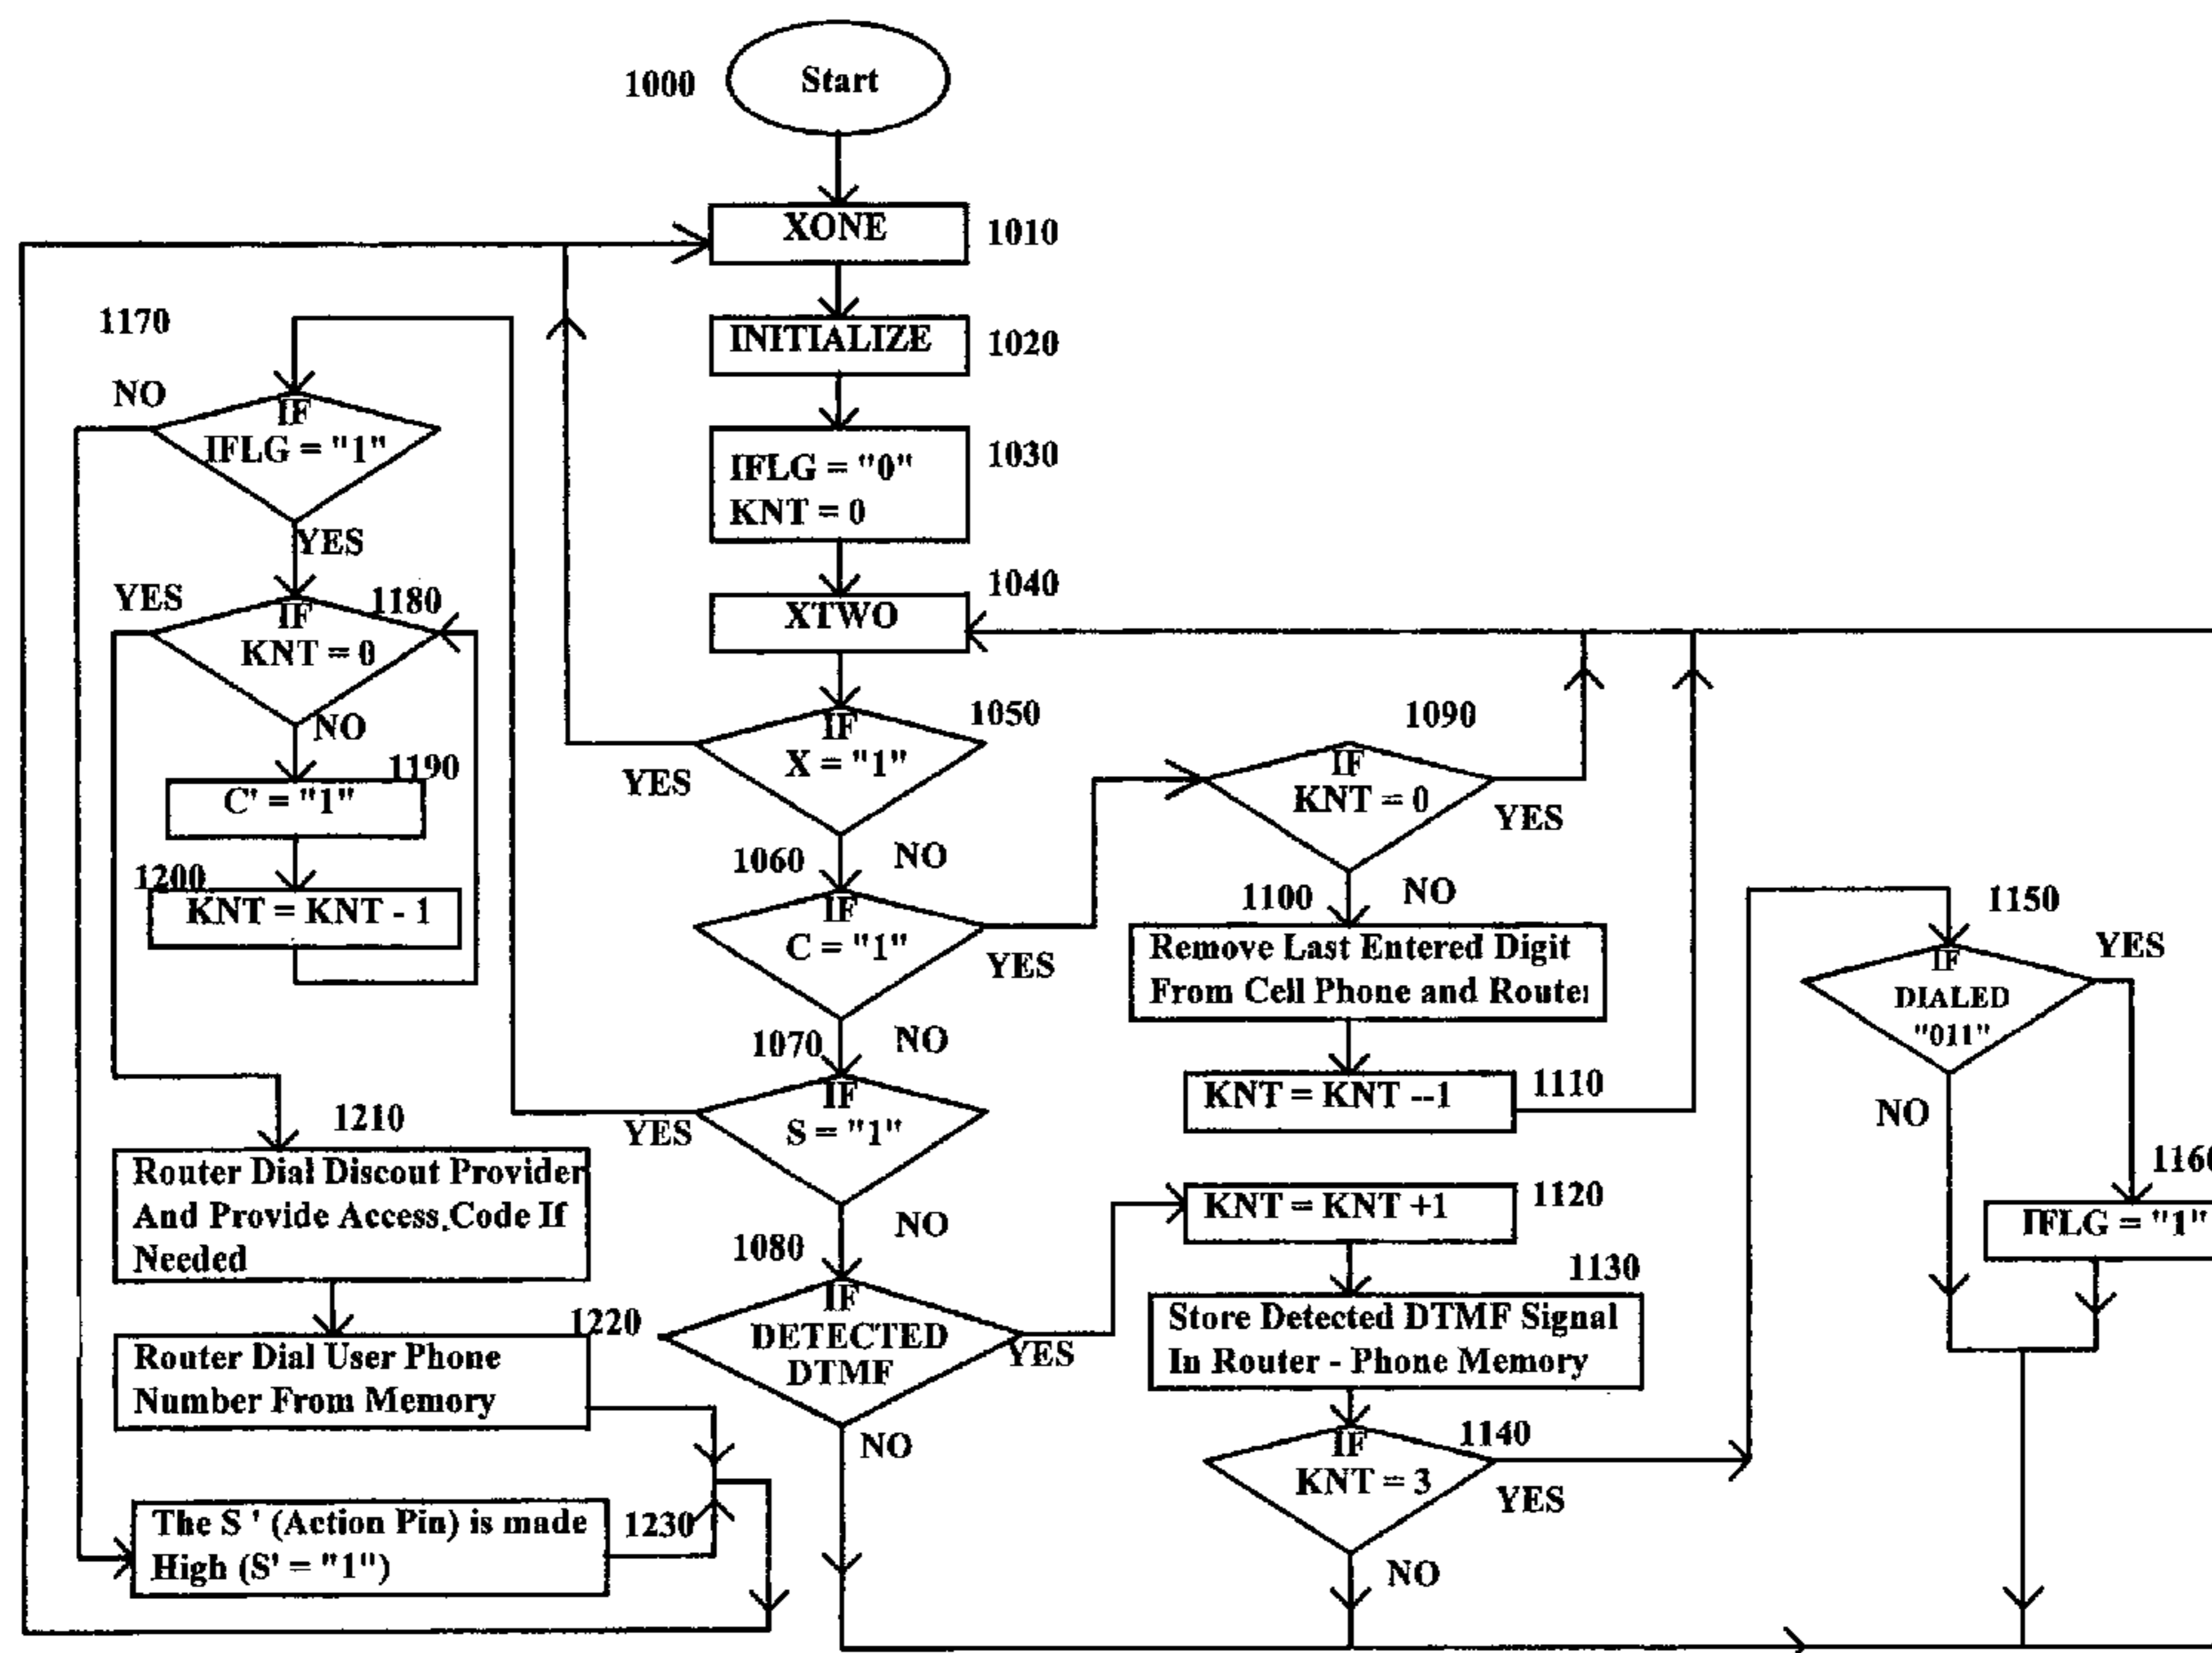 1000
Start
XONE
1010
INITIALIZE
1020
IFLG = "0"
KNT = 0
1030
XTWO
1040
IF
X = "1"
1050
YES
NO
1060
IF
C = "1"
YES
NO
1070
IF
S = "1"
YES
NO
1080
IF
DETECTED
DTMF
YES
NO
1090
IF
KNT = 0
YES
NO
1100
Remove Last Entered Digit
From Cell Phone and Router
KNT = KNT --1
1110
KNT = KNT +1
1120
1130
Store Detected DTMF Signal
In Router - Phone Memory
1140
IF
KNT = 3
YES
NO
1150
IF
DIALED
"011"
YES
NO
1160
IFLG = "1"
1170
NO
IF
IFLG = "1"
YES
1180
YES
IF
KNT = 0
NO
1190
C' = "1"
1200
KNT = KNT - 1
1210
Router Dial Discout Provider
And Provide Access Code If
Needed
1220
Router Dial User Phone
Number From Memory
The S ' (Action Pin) is made
High (S' = "1")
1230